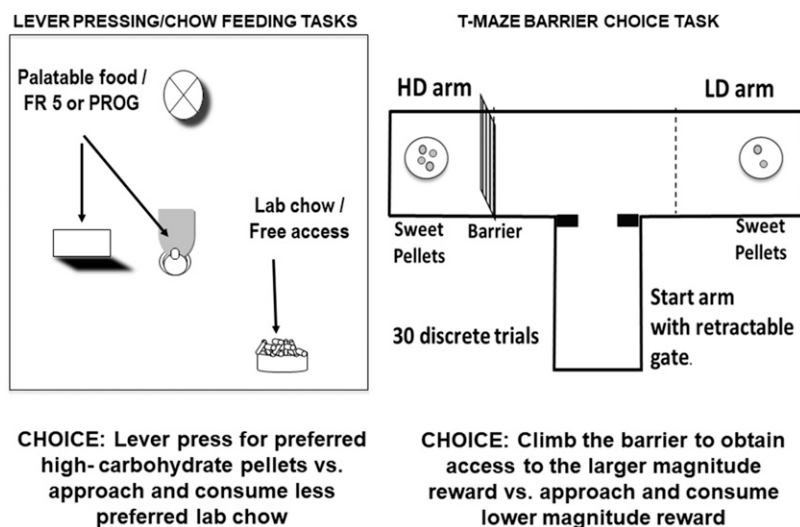 LEVER PRESSING/CHOW FEEDING TASKS
Palatable food /
FR 5 or PROG
Lab chow /
Free access
CHOICE: Lever press for preferred
high- carbohydrate pellets vs.
approach and consume less
preferred lab chow
T-MAZE BARRIER CHOICE TASK
HD arm
LD arm
Sweet
Pellets
Barrier
Sweet
Pellets
30 discrete trials
Start arm
with retractable
gate.
CHOICE: Climb the barrier to obtain
access to the larger magnitude
reward vs. approach and consume
lower magnitude reward